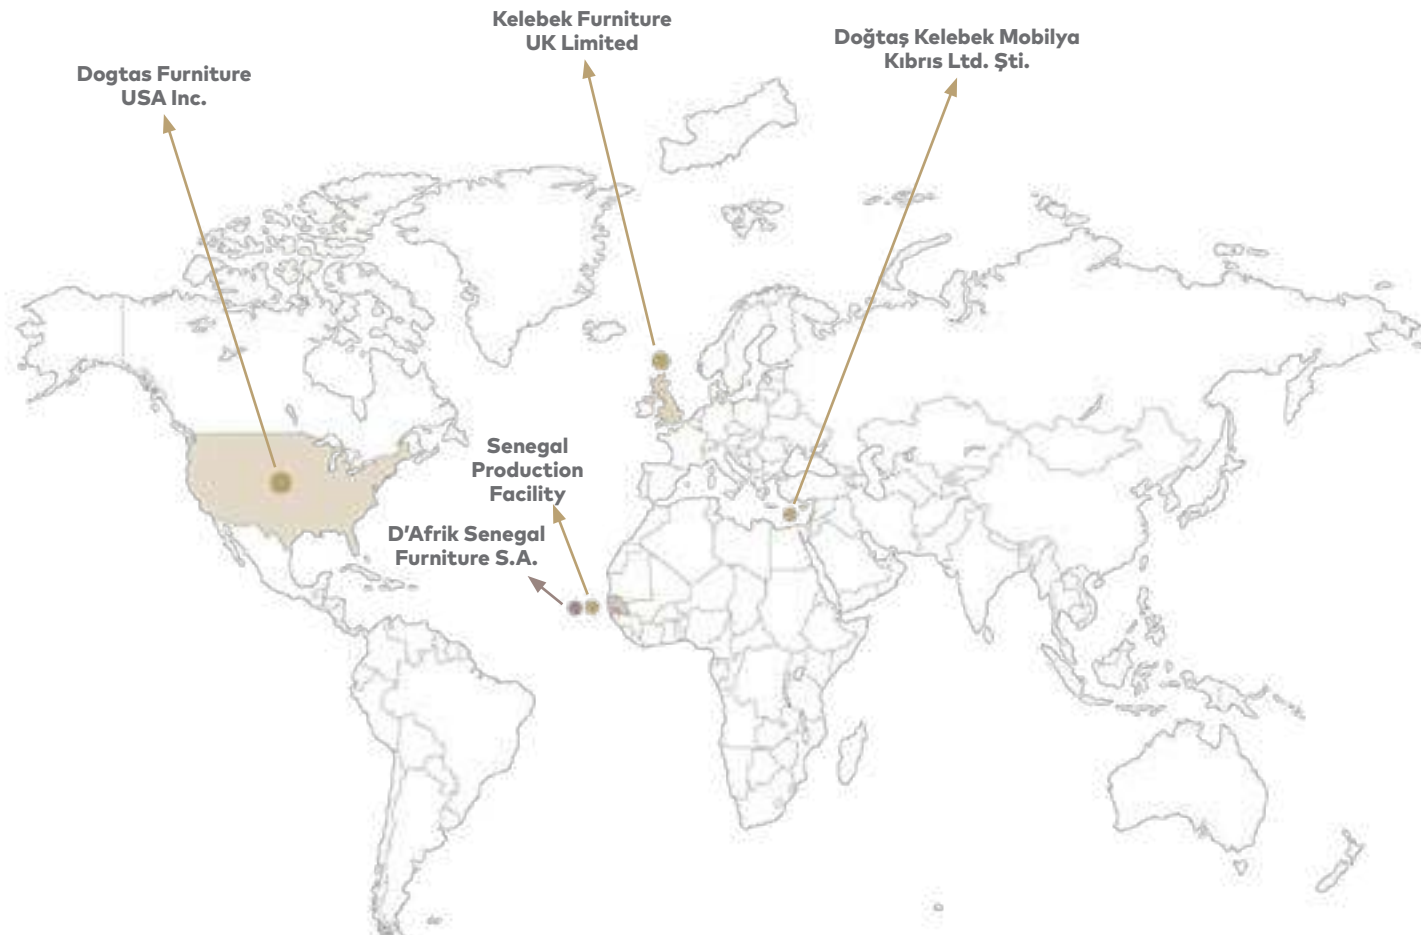 Kelebek Furniture
UK Limited
Doğtaş Kelebek Mobilya
Kıbrıs Ltd. Şti.
Dogtas Furniture
USA Inc.
Senegal
Production
Facility
D'Afrik Senegal
Furniture S.A.